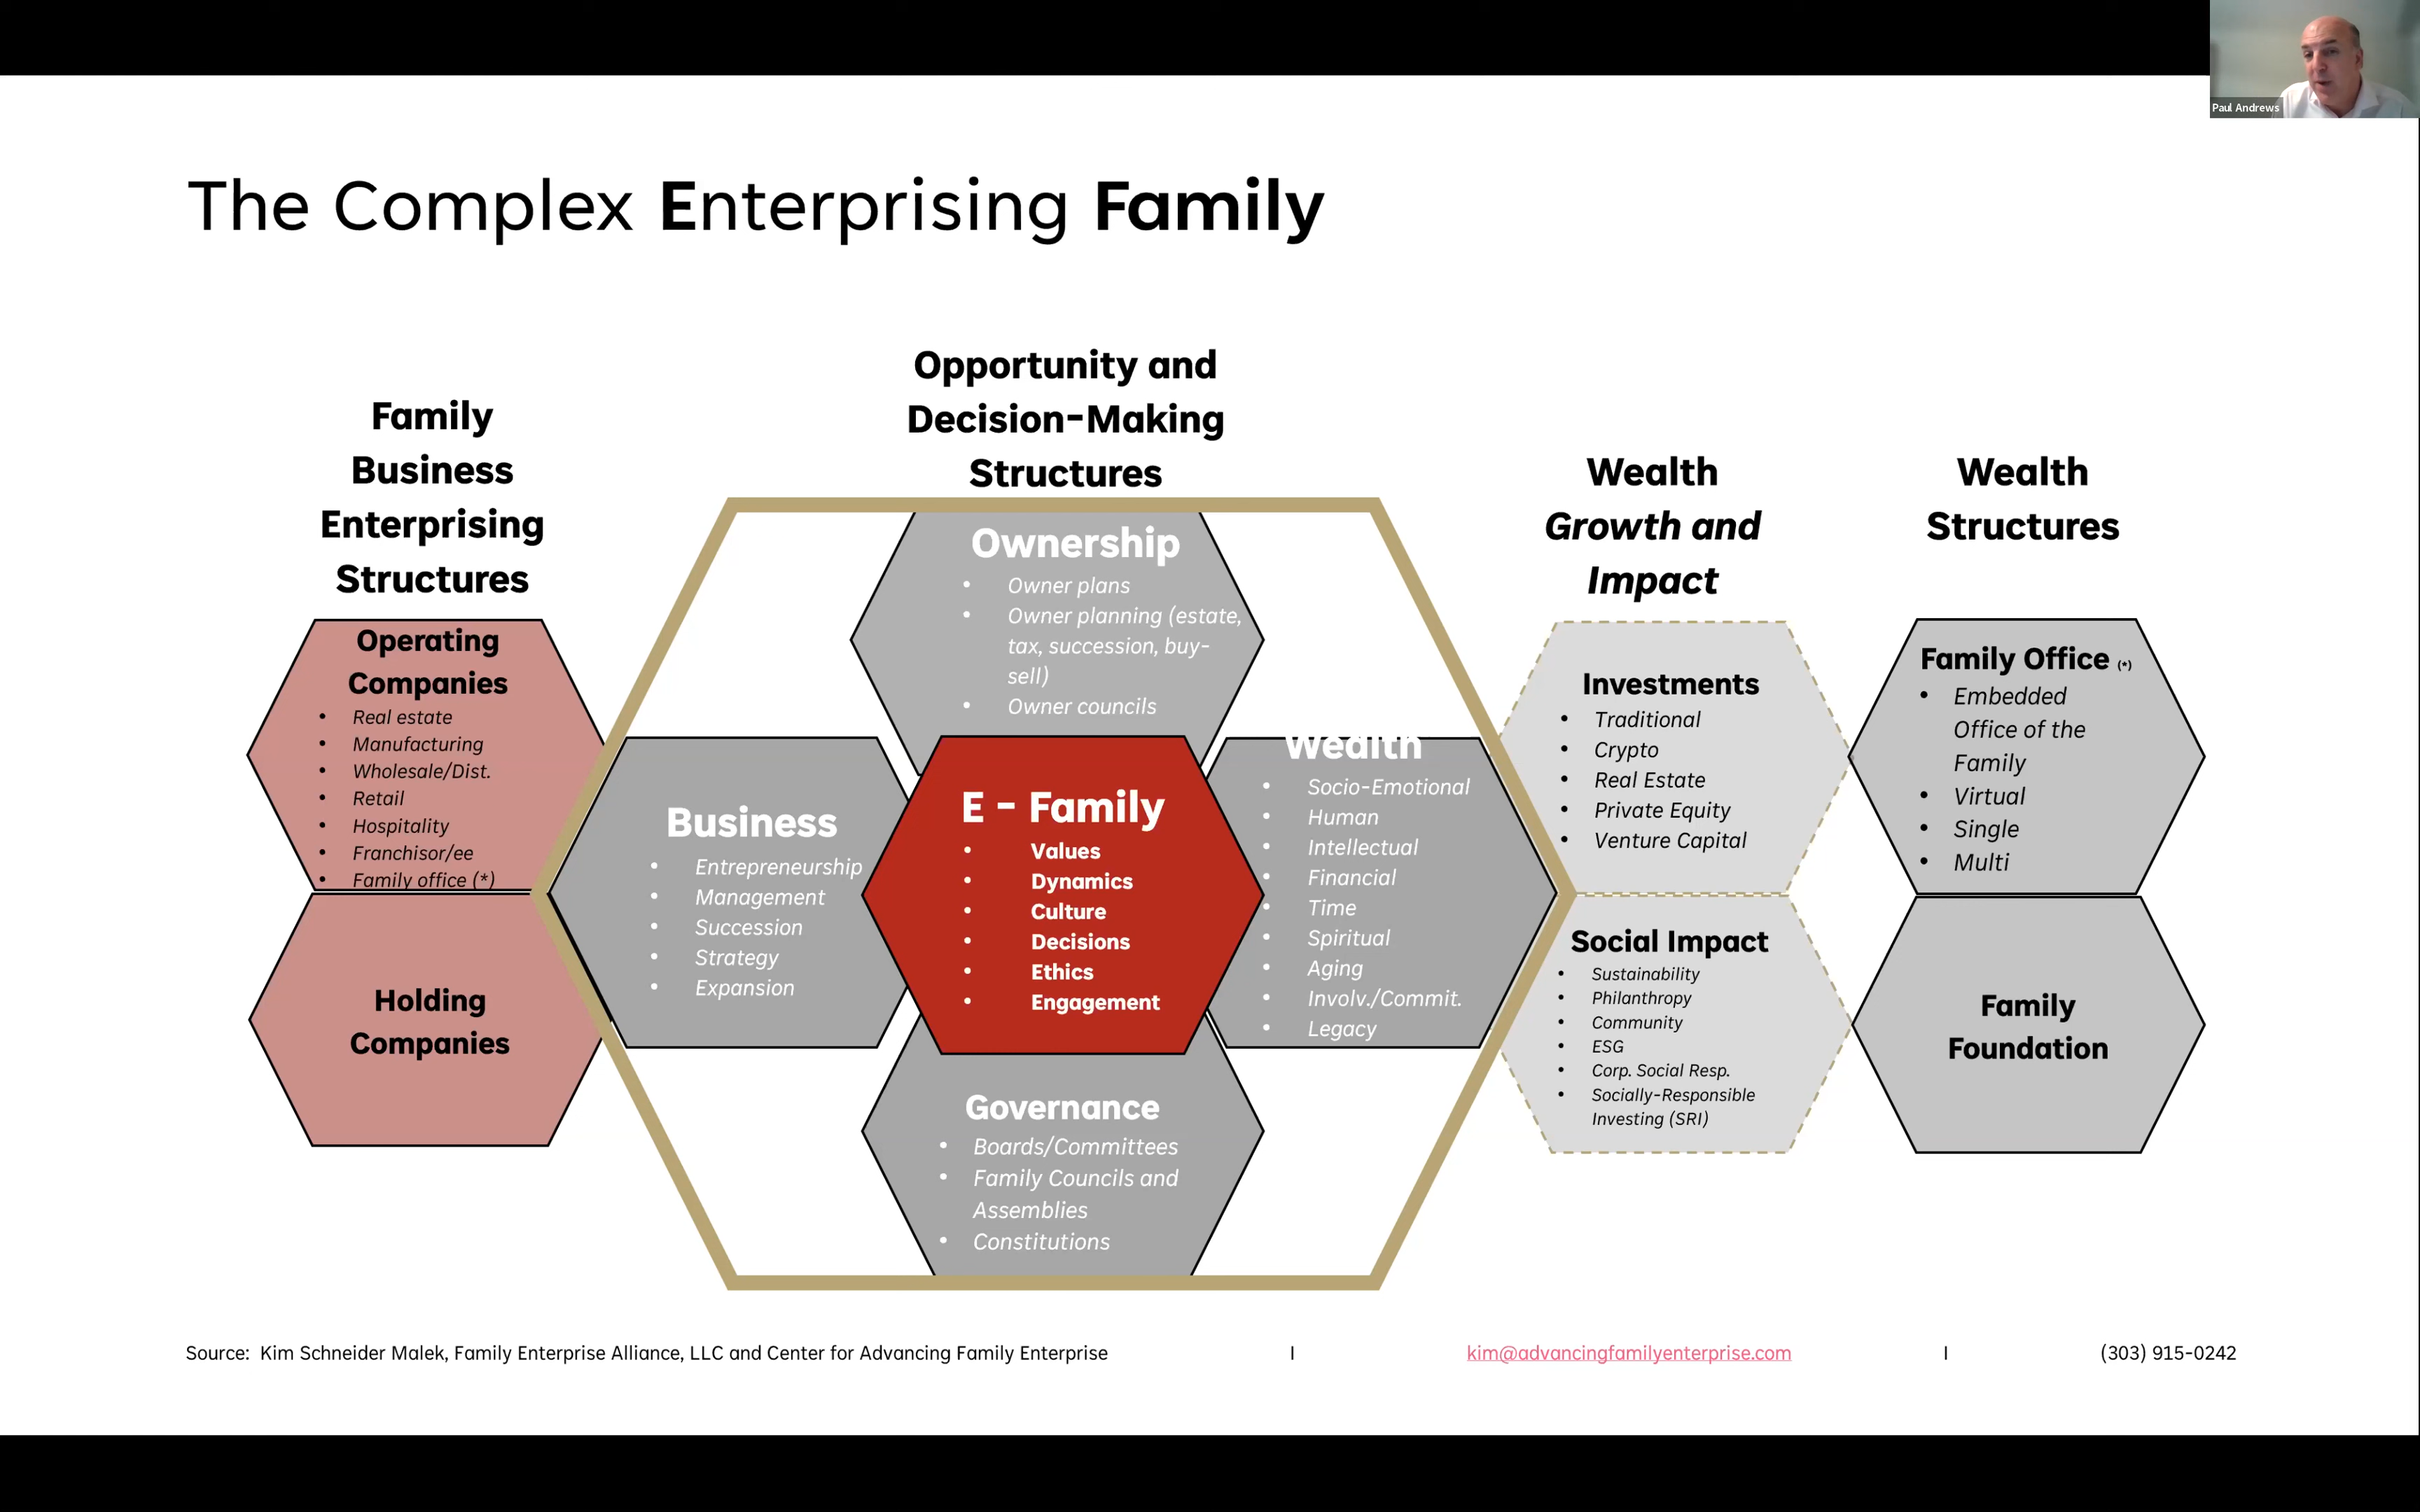 Paul Andrews
The Complex Enterprising Family
Family
Business
Enterprising
Structures
Operating
Companies
• Real estate
• Manufacturing
• Wholesale/Dist.
• Retail
• Hospitality
• Franchisor/ee
• Family office (*)
Holding
Companies
Opportunity and
Decision-Making
Structures
Ownership
• Owner plans
• Owner planning (estate,
tax, succession, buy-
sell)
• Owner councils
Business
• Entrepreneurship
• Management
• Succession
• Strategy
• Expansion
E - Family
• Values
• Dynamics
• Culture
• Decisions
• Ethics
• Engagement
Wealth
• Socio-Emotional
• Human
• Intellectual
• Financial
• Time
• Spiritual
• Aging
• Involv./Commit.
• Legacy
Governance
• Boards/Committees
• Family Councils and
Assemblies
• Constitutions
Wealth
Growth and
Impact
Investments
• Traditional
• Crypto
• Real Estate
• Private Equity
• Venture Capital
Social Impact
• Sustainability
• Philanthropy
• Community
• ESG
• Corp. Social Resp.
• Socially-Responsible
Investing (SRI)
Wealth
Structures
Family Office (*)
• Embedded
Office of the
Family
• Virtual
• Single
• Multi
Family
Foundation
Source: Kim Schneider Malek, Family Enterprise Alliance, LLC and Center for Advancing Family Enterprise I kim@advancingfamilyenterprise.com I (303) 915-0242